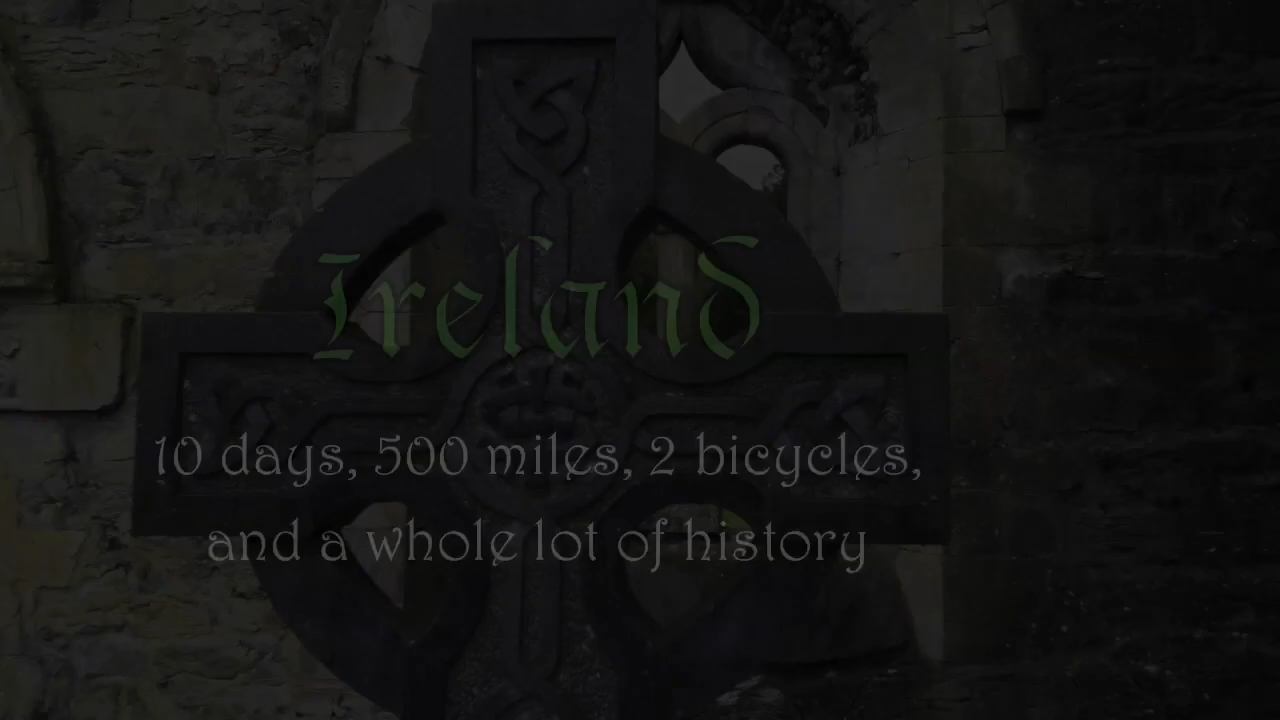 Ireland
10 days, 500 miles, 2 bicycles,
and a whole lot of history